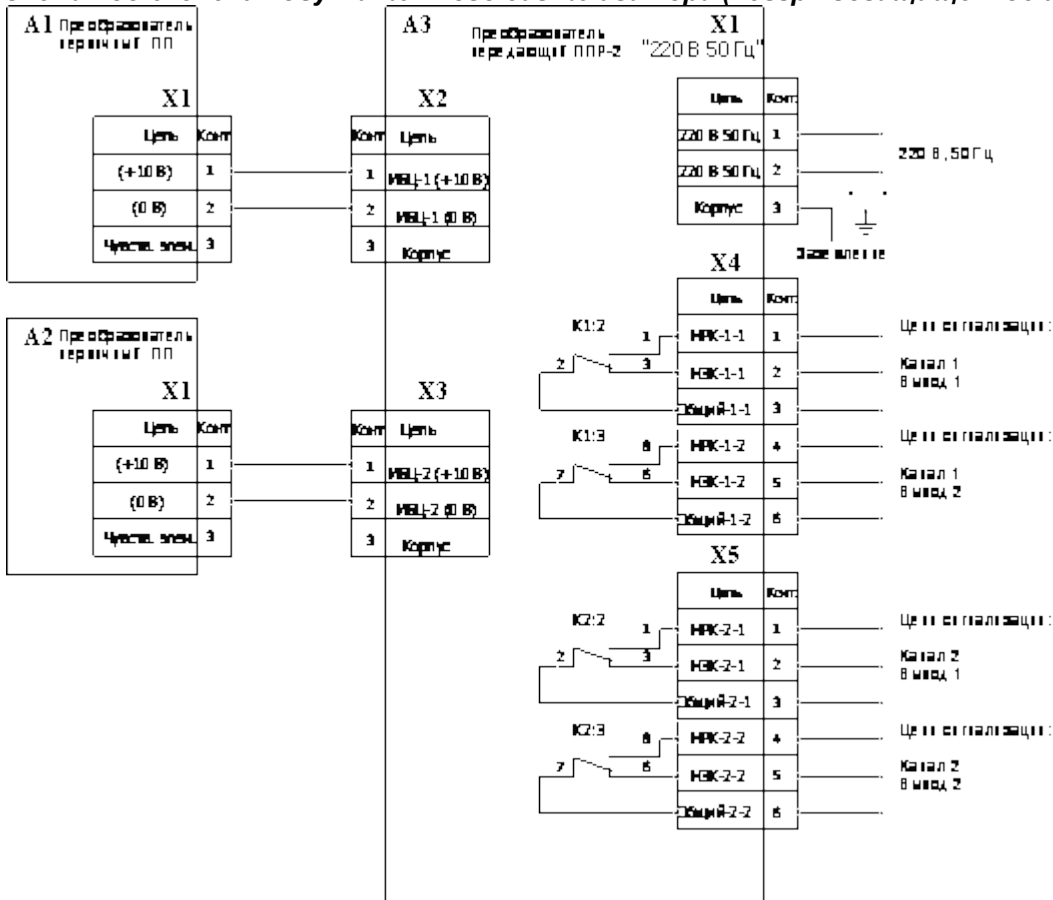 A1 Преобразователь
первичный ПП
X1
Цепь Конт
(+10 В) 1
(0 В) 2
Чувств. элем. 3
A2 Преобразователь
первичный ПП
X1
Цепь Конт
(+10 В) 1
(0 В) 2
Чувств. элем. 3
A3 Преобразователь
передающий ППР-2
X2
Конт Цепь
1 ИВЦ-1 (+10 В)
2 ИВЦ-1 (0 В)
3 Корпус
X3
Конт Цепь
1 ИВЦ-2 (+10 В)
2 ИВЦ-2 (0 В)
3 Корпус
X1
"220 В 50 Гц"
Цепь Конт
220 В 50 Гц 1
220 В 50 Гц 2
Корпус 3
220 В, 50 Гц
Заземление
X4
Цепь Конт
НРК-1-1 1
НЗК-1-1 2
Общий-1-1 3
НРК-1-2 4
НЗК-1-2 5
Общий-1-2 6
K1:2
1
2 3
K1:3
8
7 6
Канал 1
Вывод 1
Канал 1
Вывод 2
X5
Цепь Конт
НРК-2-1 1
НЗК-2-1 2
Общий-2-1 3
НРК-2-2 4
НЗК-2-2 5
Общий-2-2 6
K2:2
1
2 3
K2:3
8
7 6
Канал 2
Вывод 1
Канал 2
Вывод 2